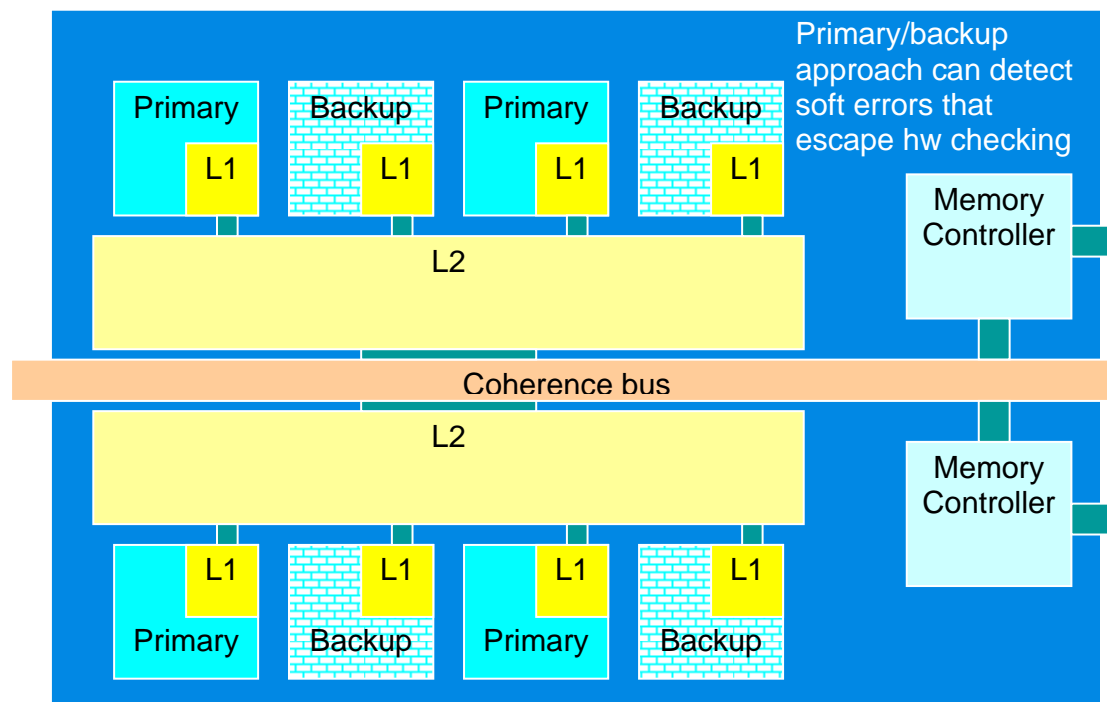 Primary/backup
approach can detect
soft errors that
escape hw checking
Primary
Backup
Primary
Backup
L1
L1
L1
L1
Memory
Controller
L2
Coherence bus
L2
Memory
Controller
L1
L1
L1
L1
Primary
Backup
Primary
Backup